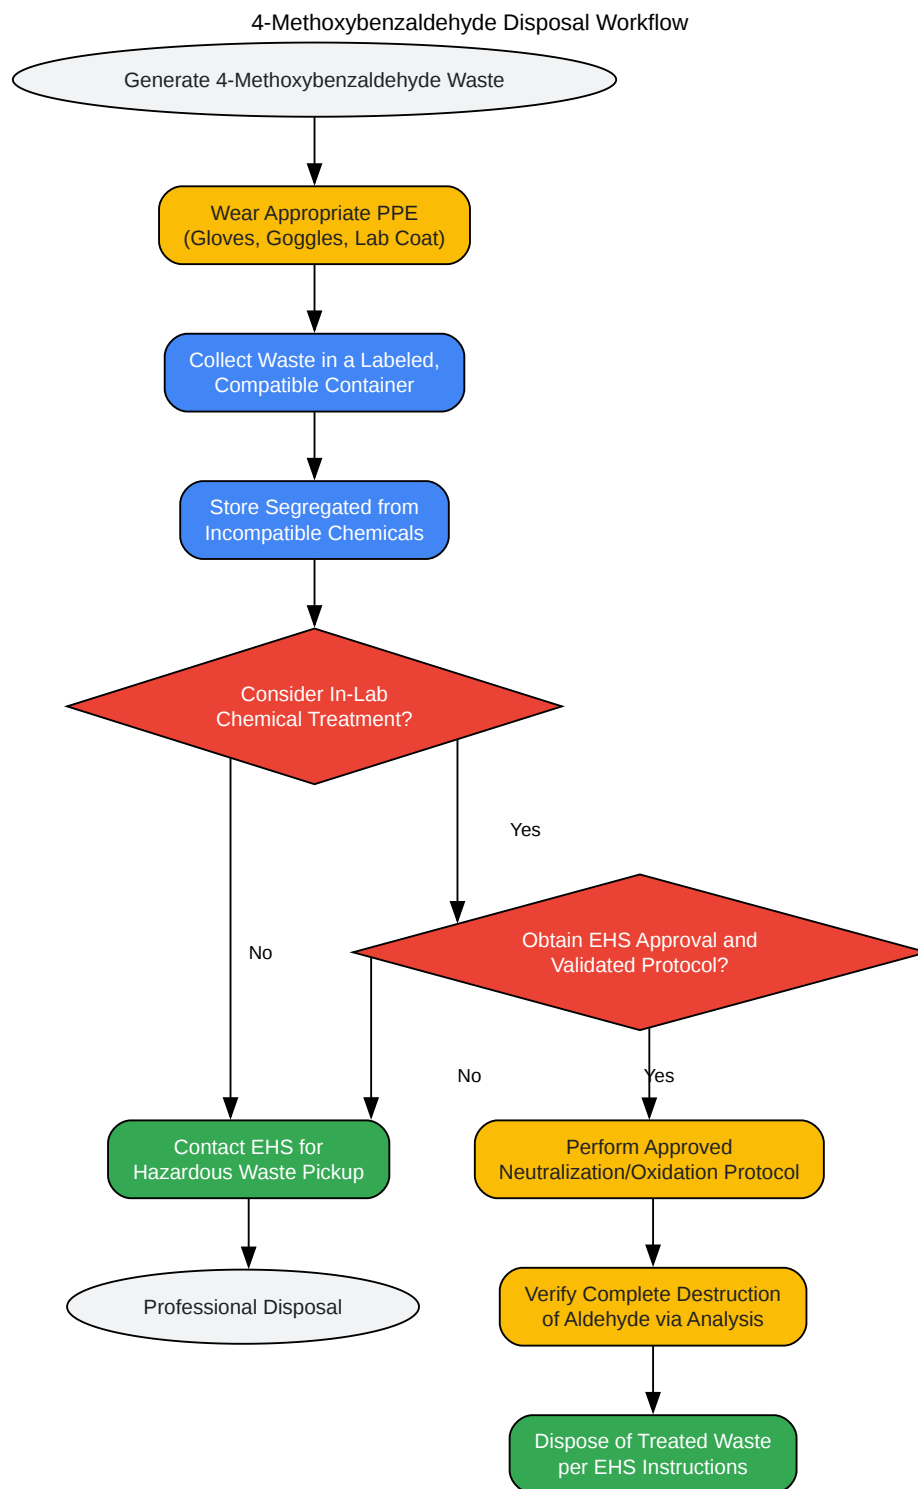 4-Methoxybenzaldehyde Disposal Workflow
Generate 4-Methoxybenzaldehyde Waste
Wear Appropriate PPE
(Gloves, Goggles, Lab Coat)
Collect Waste in a Labeled,
Compatible Container
Store Segregated from
Incompatible Chemicals
Consider In-Lab
Chemical Treatment?
Yes
Obtain EHS Approval and
Validated Protocol?
No
No
Yes
Contact EHS for
Hazardous Waste Pickup
Perform Approved
Neutralization/Oxidation Protocol
Professional Disposal
Verify Complete Destruction
of Aldehyde via Analysis
Dispose of Treated Waste
per EHS Instructions